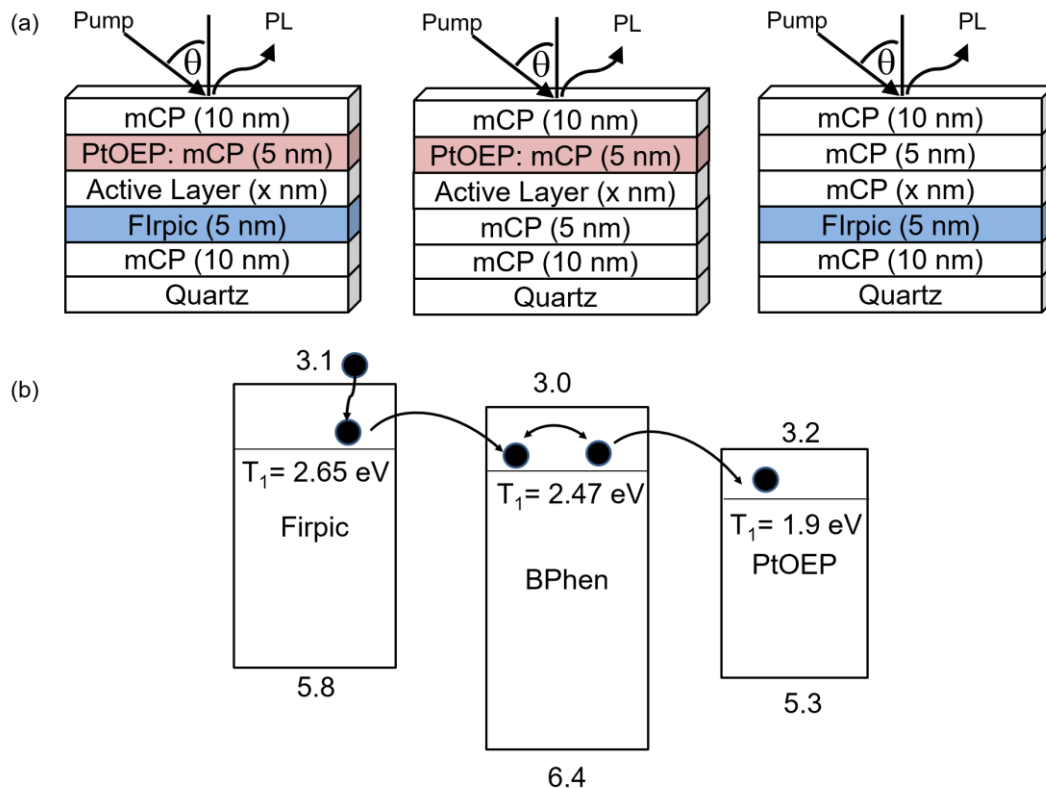 (a)
Pump
θ
PL
mCP (10 nm)
PtOEP: mCP (5 nm)
Active Layer (x nm)
FIrpic (5 nm)
mCP (10 nm)
Quartz
Pump
θ
PL
mCP (10 nm)
PtOEP: mCP (5 nm)
Active Layer (x nm)
mCP (5 nm)
mCP (10 nm)
Quartz
Pump
θ
PL
mCP (10 nm)
mCP (5 nm)
mCP (x nm)
FIrpic (5 nm)
mCP (10 nm)
Quartz
(b)
3.1
T₁= 2.65 eV
Firpic
5.8
3.0
T₁= 2.47 eV
BPhen
6.4
3.2
T₁= 1.9 eV
PtOEP
5.3